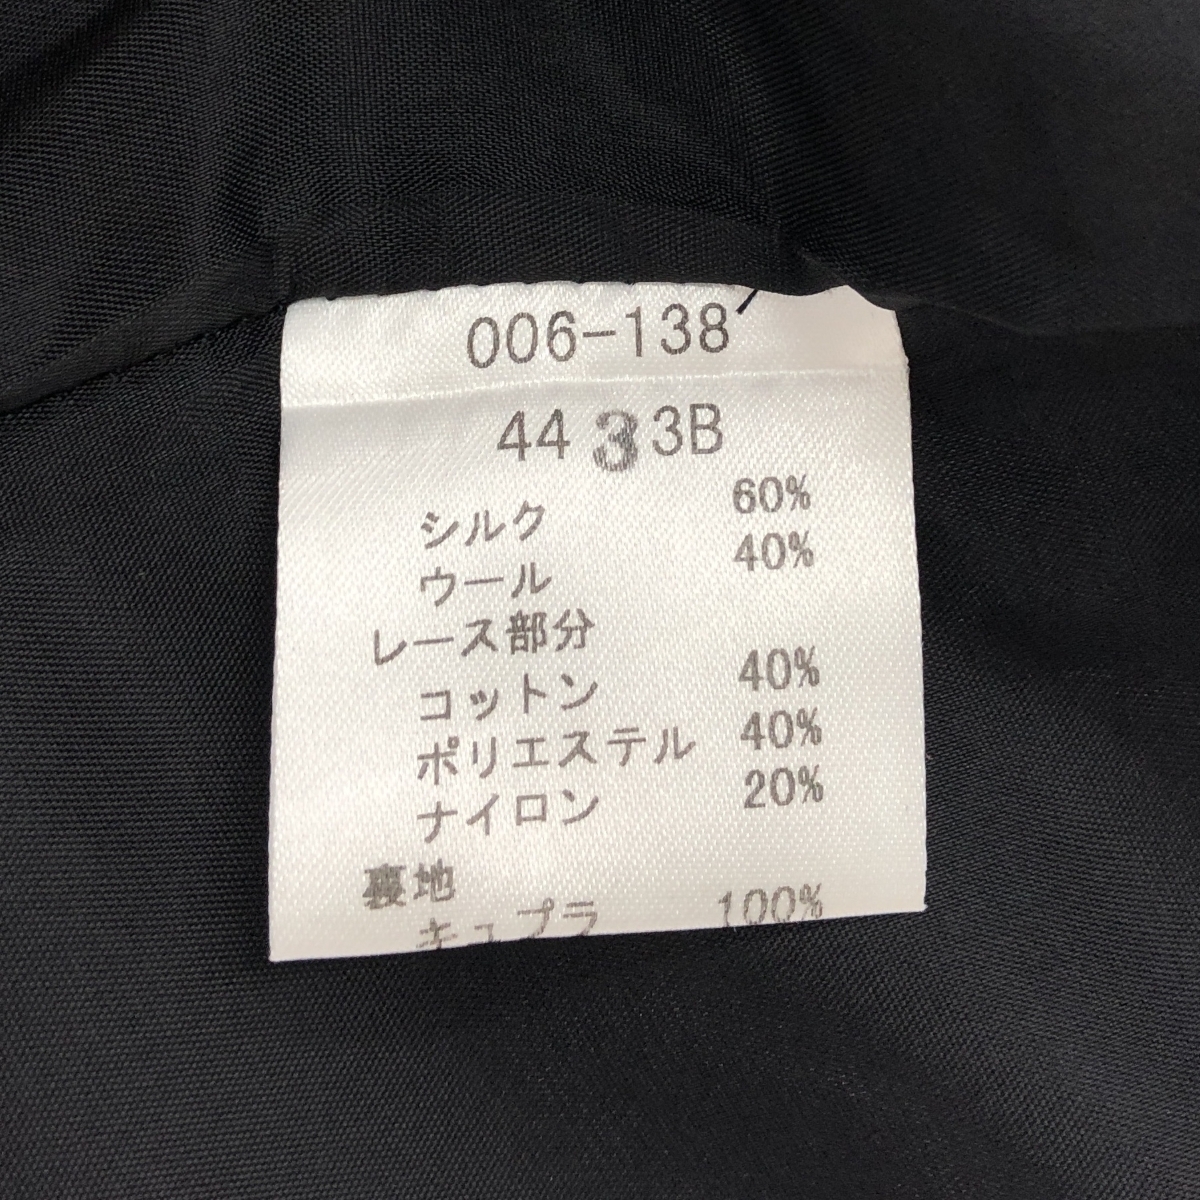 006-138
44 3 3B
シルク 60%
ウール 40%
レース部分
コットン 40%
ポリエステル 40%
ナイロン 20%
裏地
キュプラ 100%